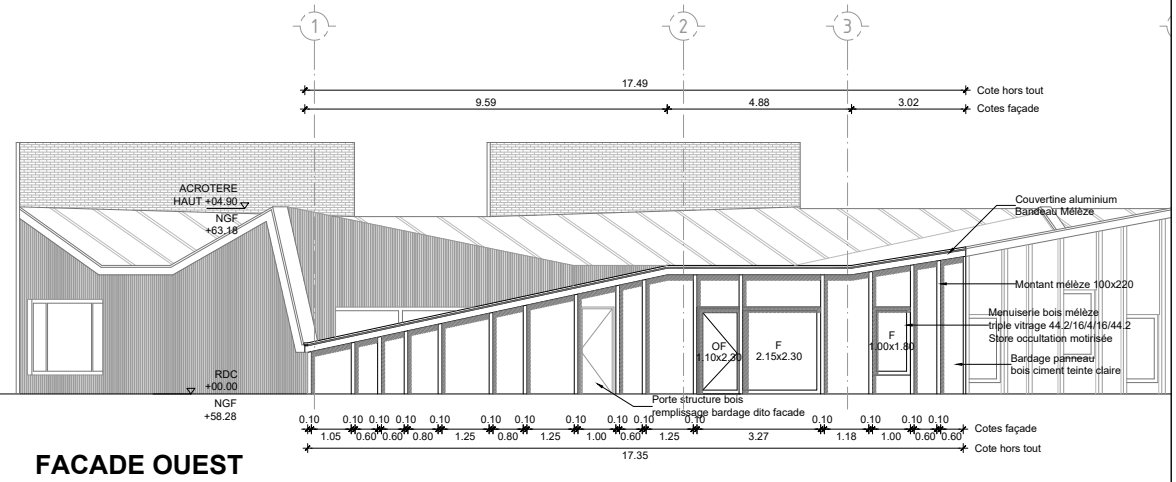 1
2
3
17.49
Cote hors tout
9.59
4.88
3.02
Cotes façade
ACROTERE
HAUT +04.90
NGF
+63.18
Couvertine aluminium
Bandeau Mélèze
Montant mélèze 100x220
Menuiserie bois mélèze
triple vitrage 44.2/16/4/16/44.2
Store occultation motirisée
OF
1.10x2.30
F
2.15x2.30
F
1.00x1.80
Bardage panneau
bois ciment teinte claire
RDC
+00.00
NGF
+58.28
Porte structure bois
remplissage bardage dito facade
0.10 0.10 0.10 0.10 0.10 0.10 0.10 0.10 0.10 0.10 0.10 0.10 0.10 0.10
Cotes façade
1.05 0.60 0.60 0.80 1.25 0.80 1.25 1.00 0.60 1.25 3.27 1.18 1.00 0.60 0.60
Cote hors tout
17.35
FACADE OUEST